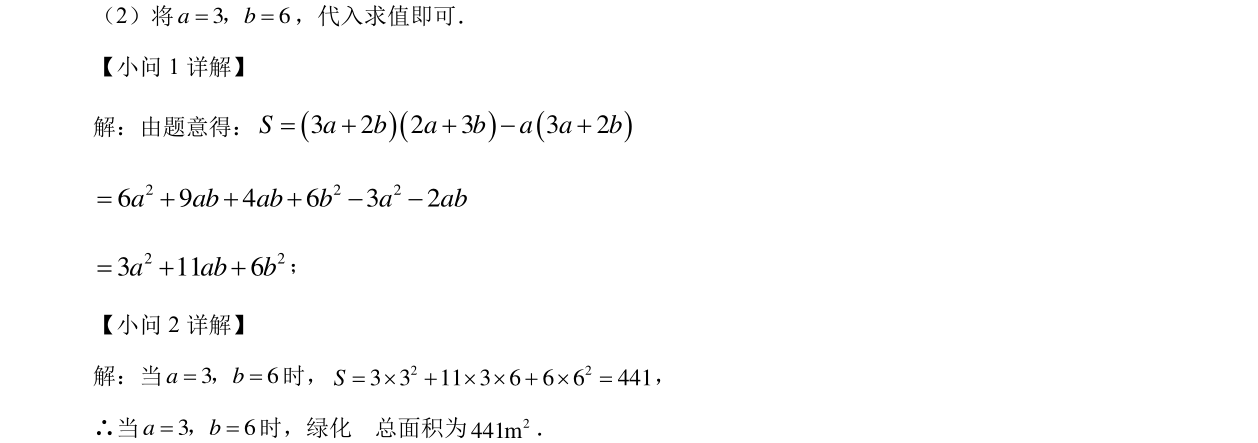 （2）将 a = 3，b = 6，代入求值即可．
【小问 1 详解】
解：由题意得：S = (3a + 2b)(2a + 3b) − a(3a + 2b)
= 6a² + 9ab + 4ab + 6b² − 3a² − 2ab
= 3a² + 11ab + 6b²；
【小问 2 详解】
解：当 a = 3，b = 6 时，S = 3 × 3² + 11 × 3 × 6 + 6 × 6² = 441，
∴当 a = 3，b = 6 时，绿化 总面积为 441m²．